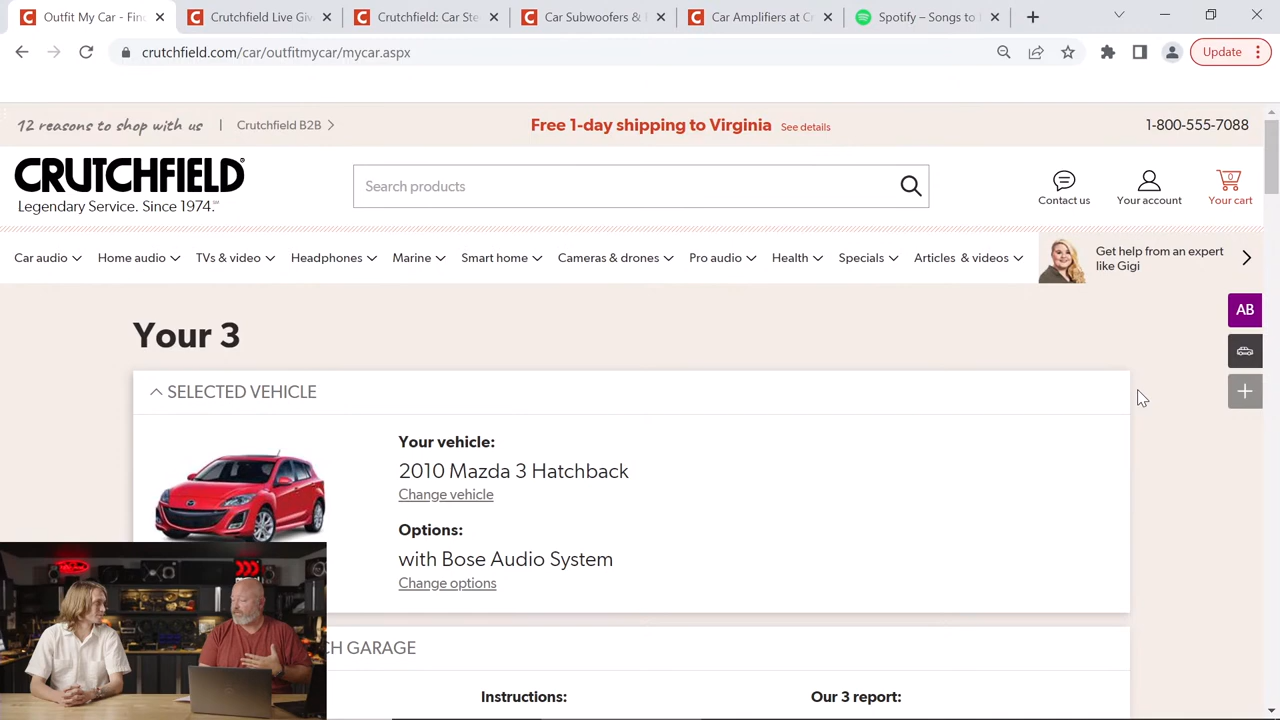 Outfit My Car - Fin
Crutchfield Live Giv
Crutchfield: Car Ste
Car Subwoofers &
Car Amplifiers at Cr
Spotify – Songs to
crutchfield.com/car/outfitmycar/mycar.aspx
Update
12 reasons to shop with us | Crutchfield B2B
Free 1-day shipping to Virginia See details
1-800-555-7088
CRUTCHFIELD
Legendary Service. Since 1974.
Search products
Contact us
Your account
0
Your cart
Car audio
Home audio
TVs & video
Headphones
Marine
Smart home
Cameras & drones
Pro audio
Health
Specials
Articles & videos
Get help from an expert
like Gigi
AB
Your 3
SELECTED VEHICLE
Your vehicle:
2010 Mazda 3 Hatchback
Change vehicle
Options:
with Bose Audio System
Change options
CH GARAGE
Instructions:
Our 3 report: